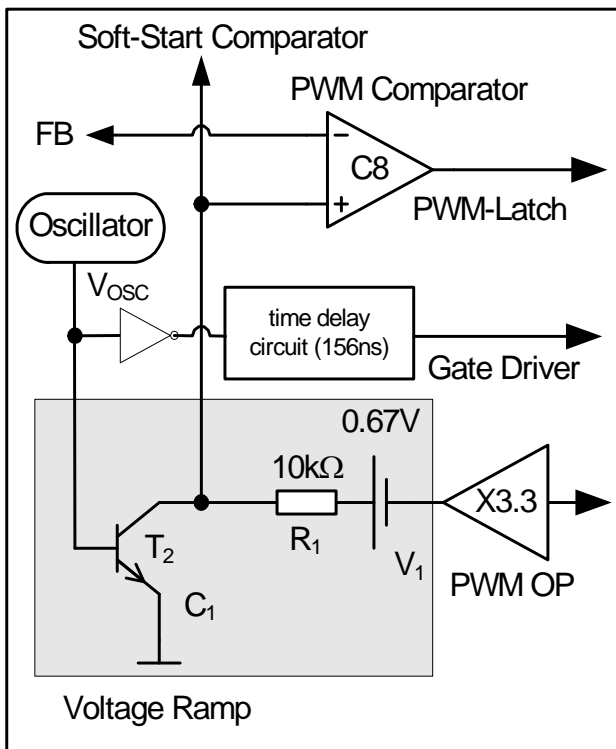 Soft-Start Comparator
PWM Comparator
FB
−
C8
+
PWM-Latch
Oscillator
VOSC
time delay
circuit (156ns)
Gate Driver
0.67V
10kΩ
X3.3
R1
T2
V1
PWM OP
C1
Voltage Ramp